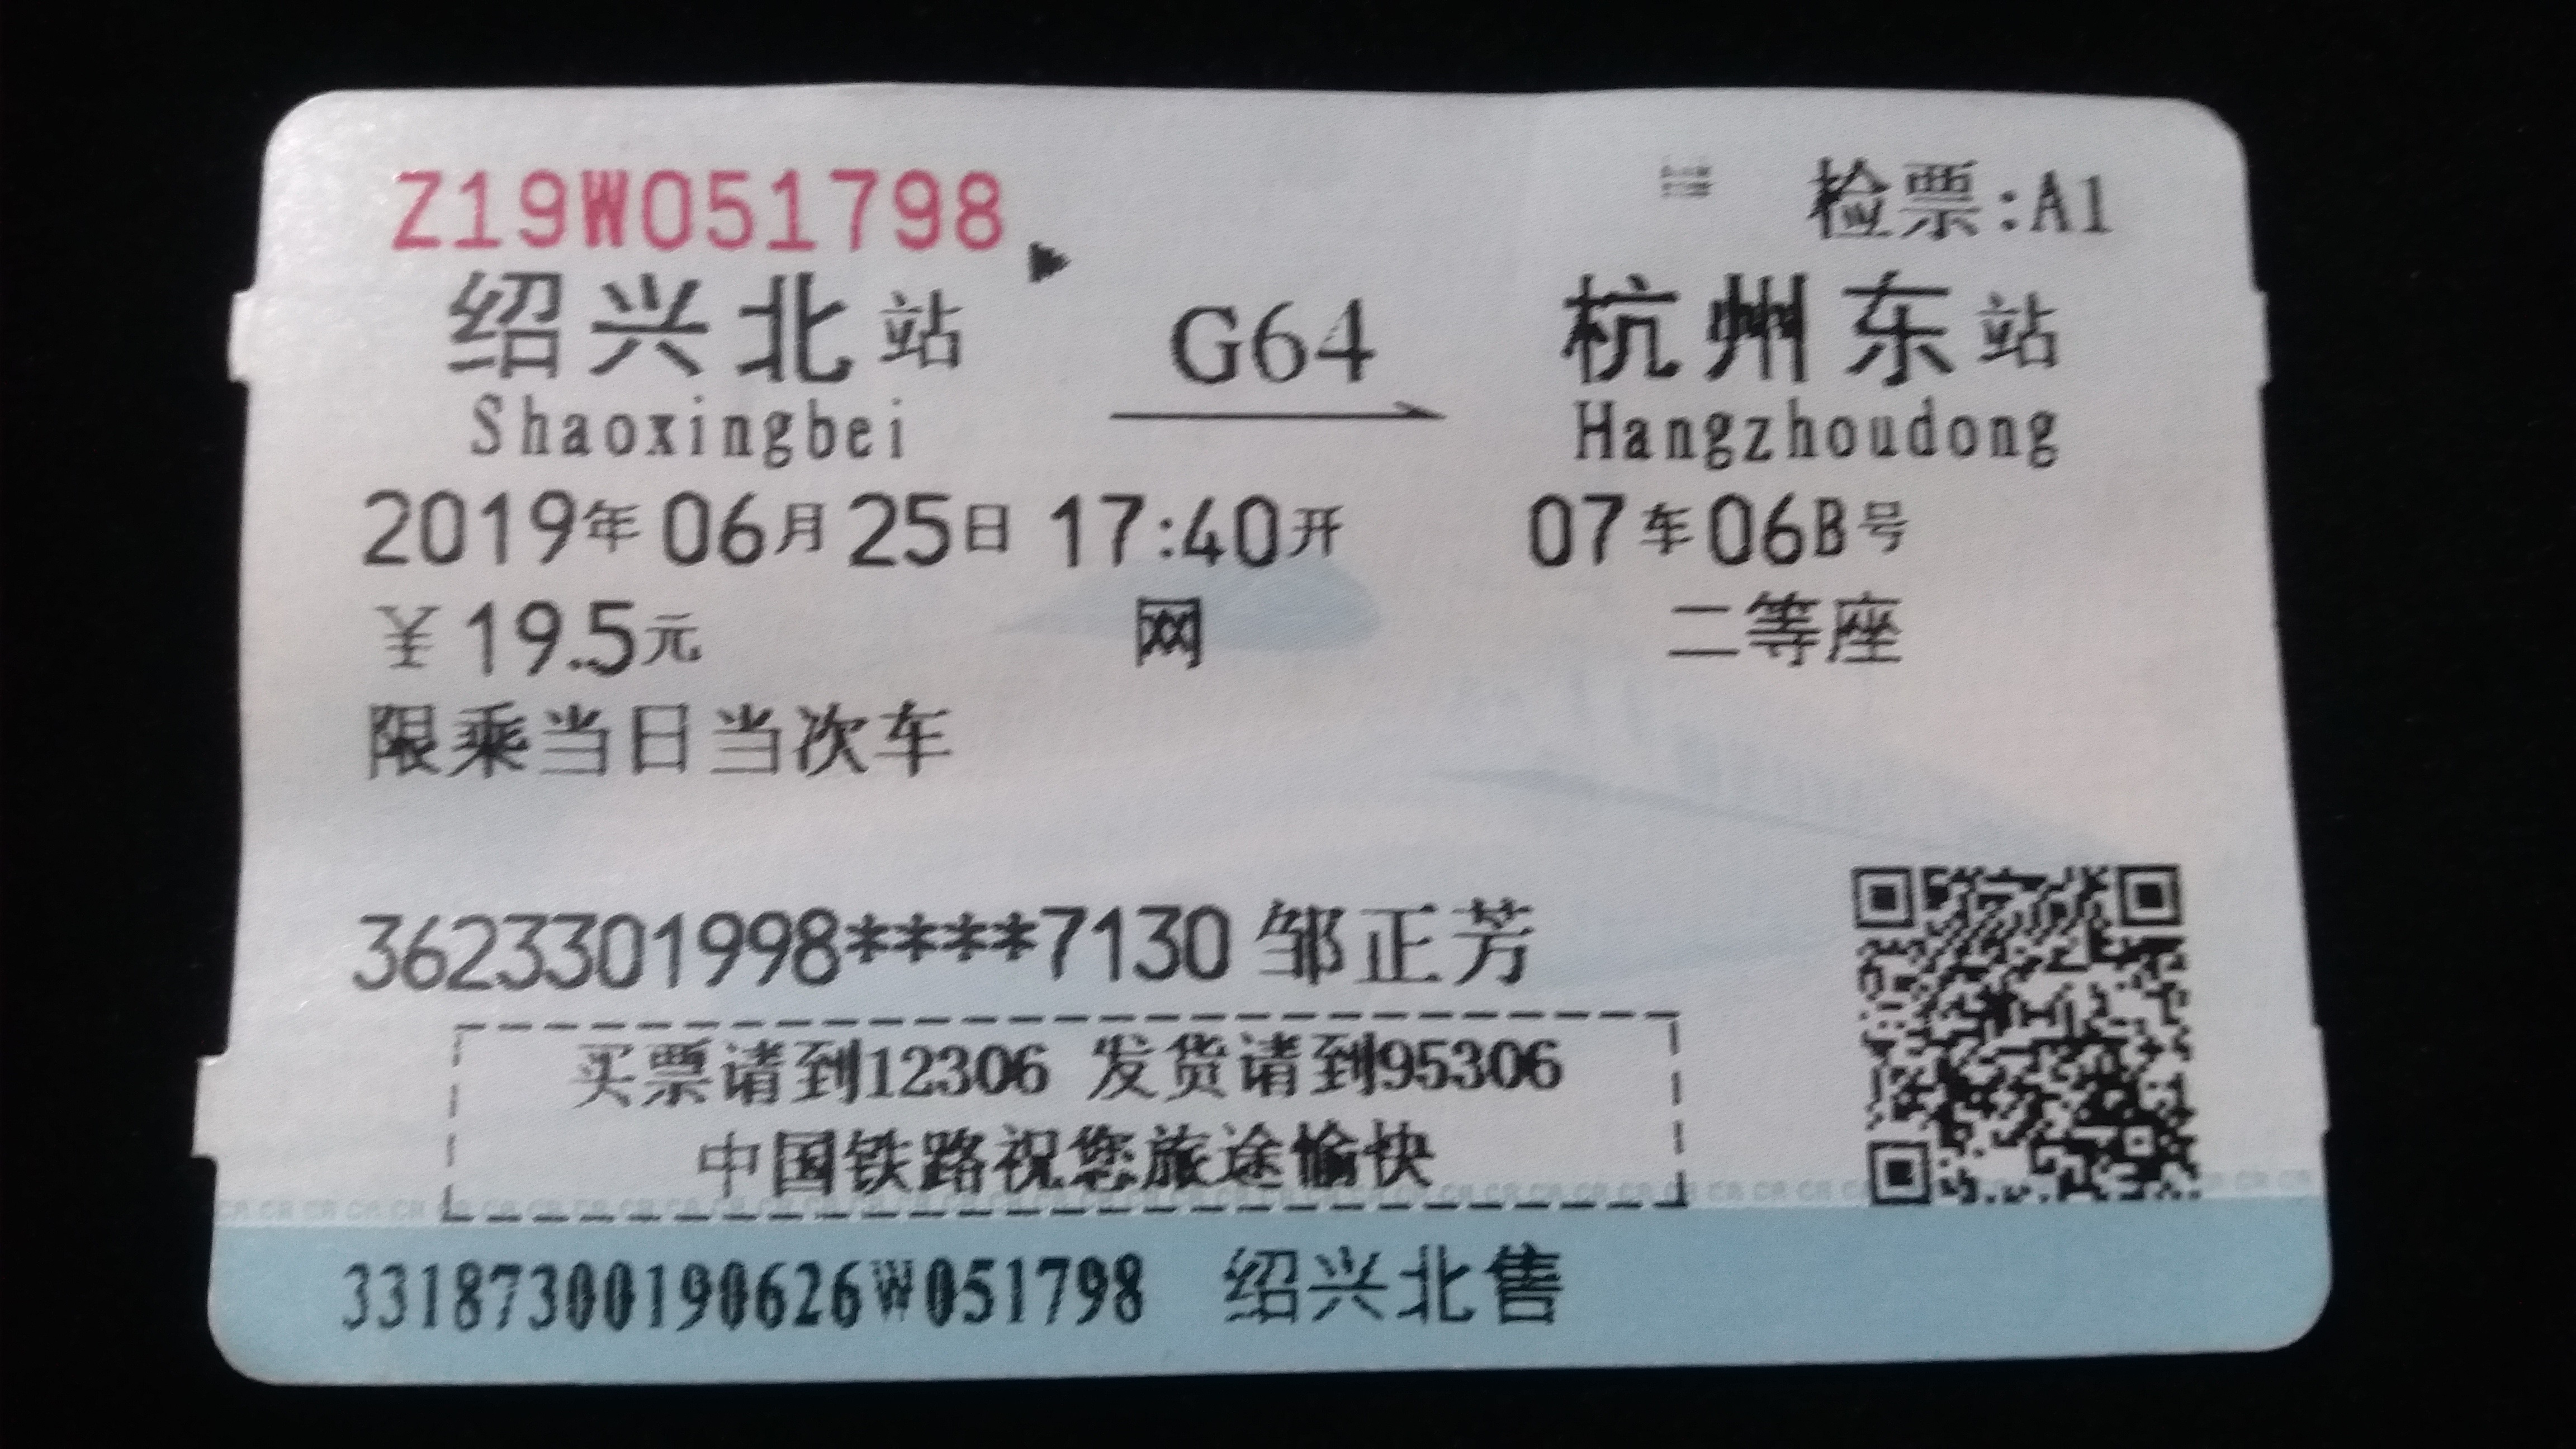 Z19W051798
检票:A1
绍兴北站 G64 杭州东站
Shaoxingbei Hangzhoudong
2019年06月25日 17:40开 07车06B号
¥19.5元 网 二等座
限乘当日当次车
3623301998****7130 邹正芳
买票请到12306 发货请到95306
中国铁路祝您旅途愉快
33187300190626W051798 绍兴北售